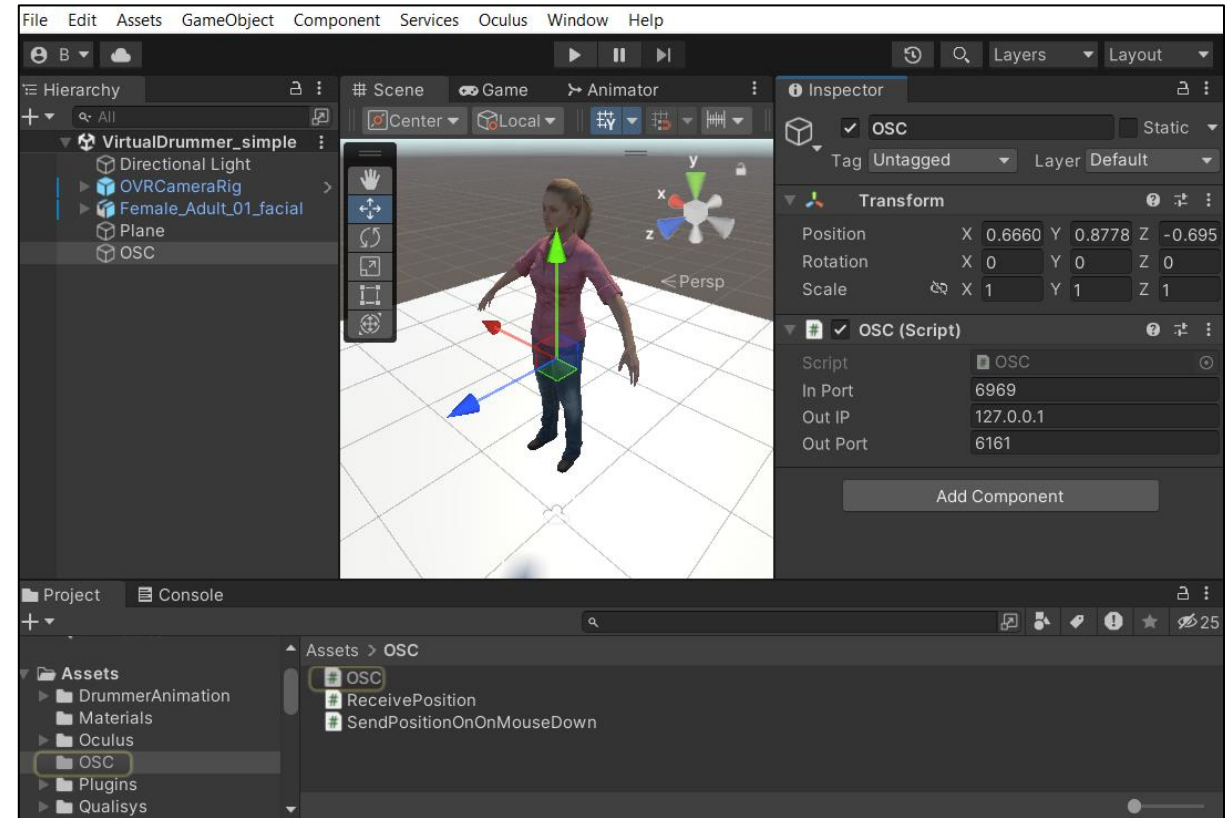 File Edit Assets GameObject Component Services Oculus Window Help
B Layers Layout
Hierarchy
All
VirtualDrummer_simple
Directional Light
OVRCameraRig
Female_Adult_01_facial
Plane
OSC
# Scene Game Animator
Center Local
y
x
z
Persp
Inspector
OSC Static
Tag Untagged Layer Default
Transform
Position X 0.6660 Y 0.8778 Z -0.695
Rotation X 0 Y 0 Z 0
Scale X 1 Y 1 Z 1
# OSC (Script)
Script # OSC
In Port 6969
Out IP 127.0.0.1
Out Port 6161
Add Component
Project Console
25
Assets
DrummerAnimation
Materials
Oculus
OSC
Plugins
Qualisys
Assets > OSC
# OSC
# ReceivePosition
# SendPositionOnOnMouseDown